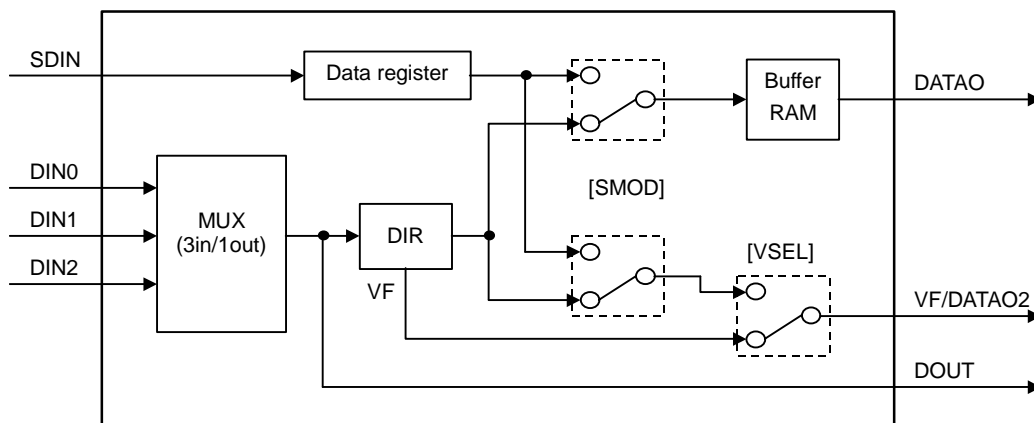 SDIN
Data register
Buffer
RAM
DATAO
DIN0
DIN1
DIN2
MUX
(3in/1out)
DIR
VF
[SMOD]
[VSEL]
VF/DATAO2
DOUT